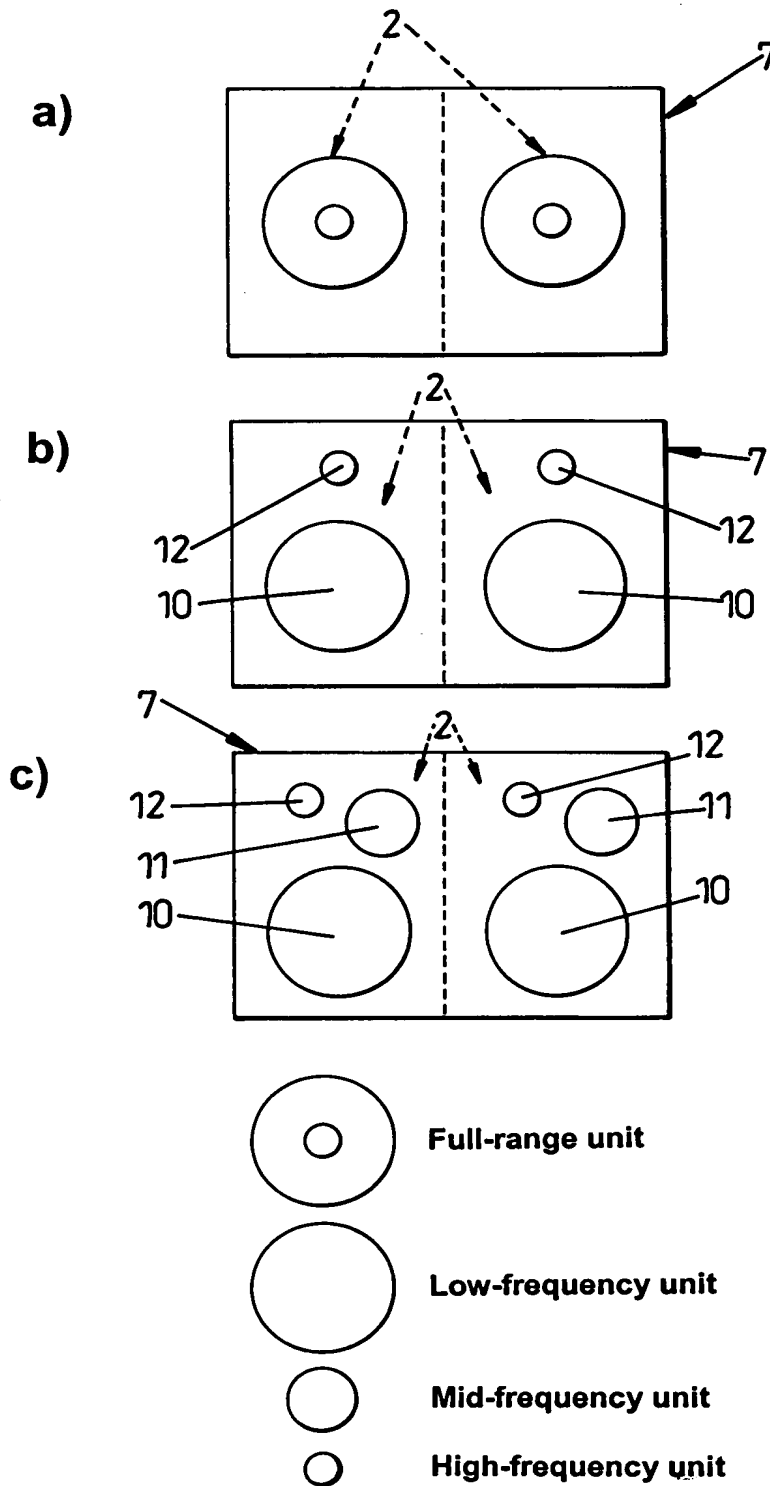 2
7
a)
2
b)
7
12
12
10
10
7
2
12
c)
12
11
11
10
10
Full-range unit
Low-frequency unit
Mid-frequency unit
High-frequency unit